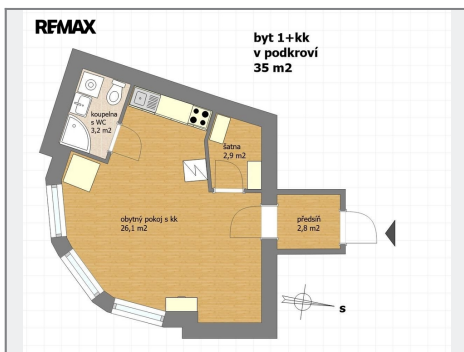 RE/MAX
byt 1+kk
v podkroví
35 m2
koupelna
s WC
3,2 m2
šatna
2,9 m2
obytný pokoj s kk
26,1 m2
předsíň
2,8 m2
S